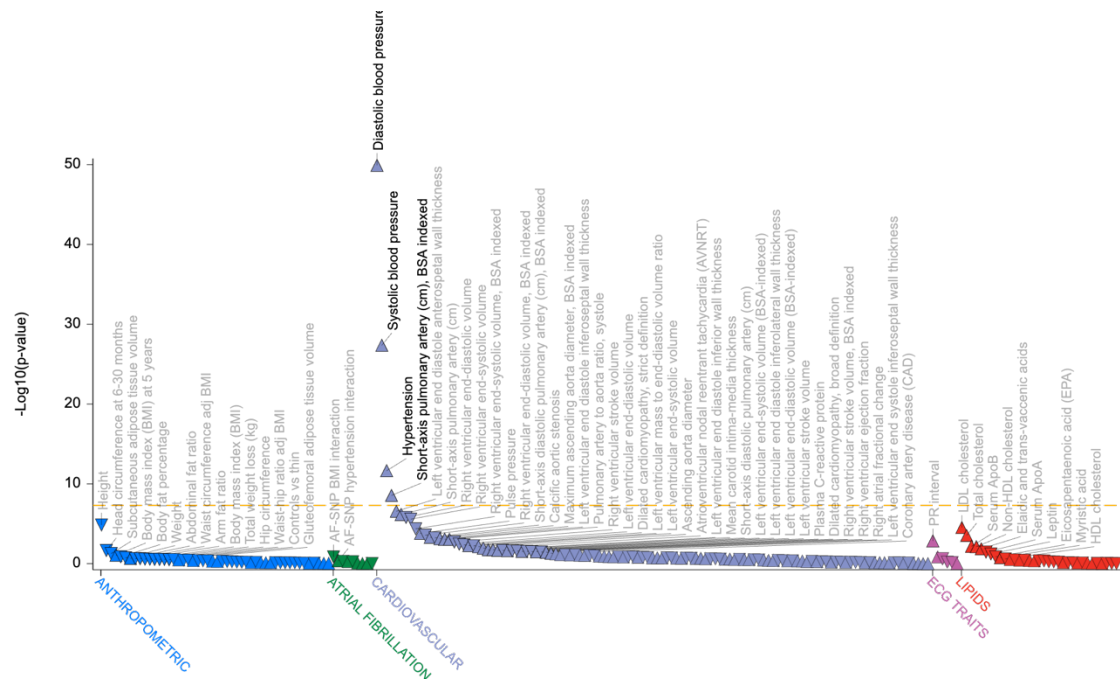 -Log10(p-value)
50
40
30
20
10
0
Height
Head circumference at 6-30 months
Subcutaneous adipose tissue volume
Body mass index (BMI) at 5 years
Body fat percentage
Weight
Abdominal fat ratio
Waist circumference adj BMI
Arm fat ratio
Body mass index (BMI)
Total weight loss (kg)
Hip circumference
Waist-hip ratio adj BMI
Controls vs thin
Gluteofemoral adipose tissue volume
AF-SNP BMI interaction
AF-SNP hypertension interaction
Diastolic blood pressure
Systolic blood pressure
Hypertension
Short-axis pulmonary artery (cm), BSA indexed
Left ventricular end diastole anterospetal wall thickness
Short-axis pulmonary artery (cm)
Right ventricular end-diastolic volume
Right ventricular end-systolic volume
Right ventricular end-systolic volume, BSA indexed
Pulse pressure
Right ventricular end-diastolic volume, BSA indexed
Short-axis diastolic pulmonary artery (cm), BSA indexed
Calcific aortic stenosis
Maximum ascending aorta diameter, BSA indexed
Left ventricular end diastole inferoseptal wall thickness
Pulmonary artery to aorta ratio, systole
Right ventricular stroke volume
Left ventricular end-diastolic volume
Dilated cardiomyopathy, strict definition
Left ventricular mass to end-diastolic volume ratio
Left ventricular end-systolic volume
Ascending aorta diameter
Atrioventricular nodal reentrant tachycardia (AVNRT)
Left ventricular end diastole inferior wall thickness
Mean carotid intima-media thickness
Short-axis diastolic pulmonary artery (cm)
Left ventricular end-systolic volume (BSA-indexed)
Left ventricular end diastole inferolateral wall thickness
Left ventricular end-diastolic volume (BSA-indexed)
Left ventricular stroke volume
Plasma C-reactive protein
Dilated cardiomyopathy, broad definition
Right ventricular stroke volume, BSA indexed
Right ventricular ejection fraction
Right atrial fractional change
Left ventricular end systole inferoseptal wall thickness
Coronary artery disease (CAD)
PR interval
LDL cholesterol
Total cholesterol
Serum ApoB
Non-HDL cholesterol
Elaidic and trans-vaccenic acids
Serum ApoA
Leptin
Eicosapentaenoic acid (EPA)
Myristic acid
HDL cholesterol
ANTHROPOMETRIC
ATRIAL FIBRILLATION
CARDIOVASCULAR
ECG TRAITS
LIPIDS